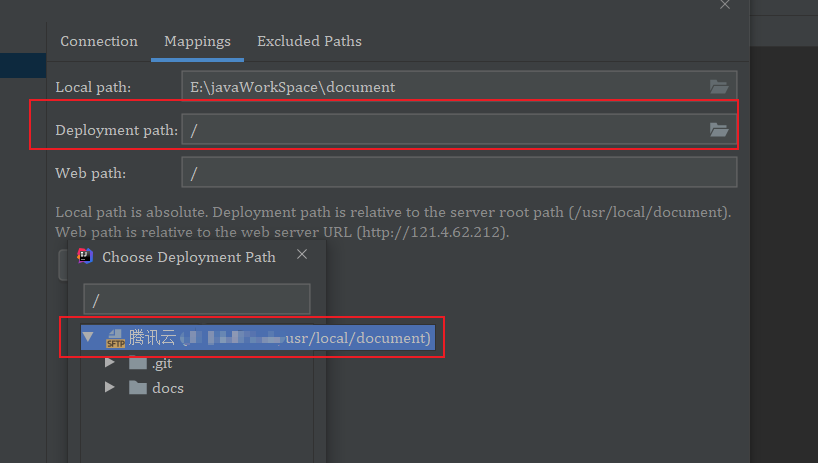 Connection Mappings Excluded Paths
Local path: E:\javaWorkSpace\document
Deployment path: /
Web path: /
Local path is absolute. Deployment path is relative to the server root path (/usr/local/document).
Web path is relative to the web server URL (http://121.4.62.212).
Choose Deployment Path
/
SFTP 腾讯云 usr/local/document)
.git
docs